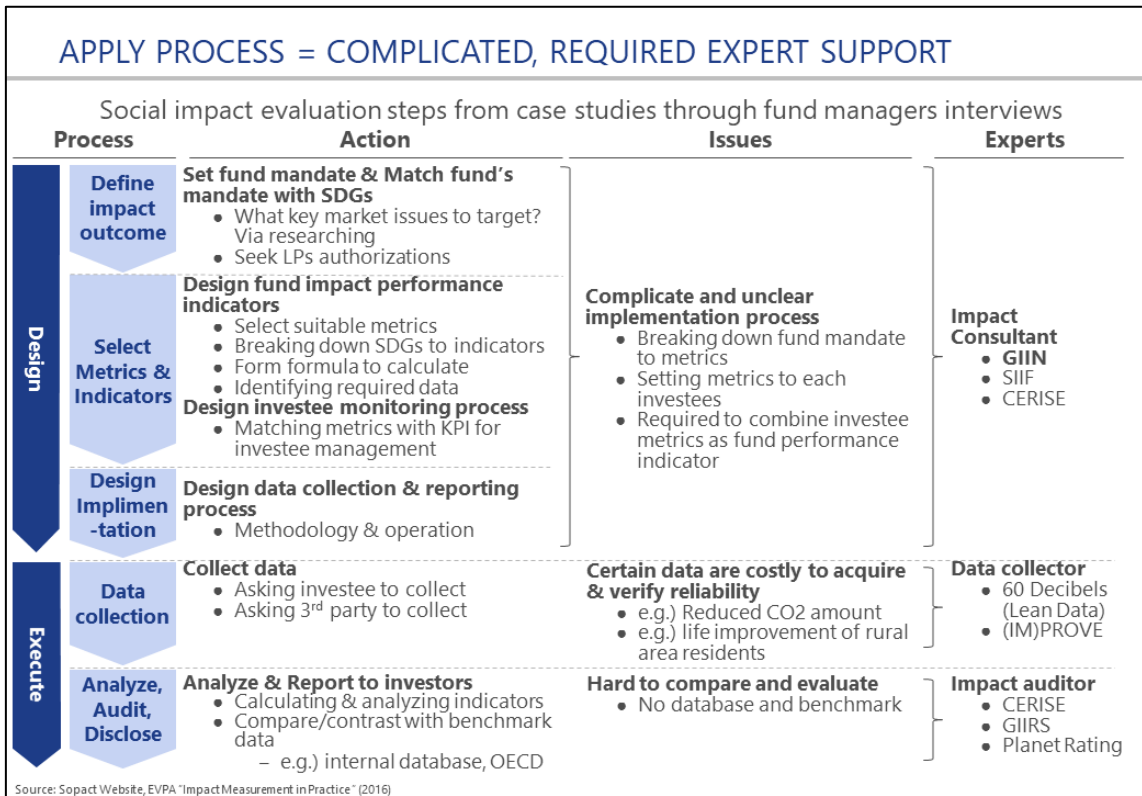 APPLY PROCESS = COMPLICATED, REQUIRED EXPERT SUPPORT
Social impact evaluation steps from case studies through fund managers interviews
Process
Action
Issues
Experts
Design
Define
impact
outcome
Set fund mandate & Match fund's
mandate with SDGs
● What key market issues to target?
Via researching
● Seek LPs authorizations
Select
Metrics &
Indicators
Design fund impact performance
indicators
● Select suitable metrics
● Breaking down SDGs to indicators
● Form formula to calculate
● Identifying required data
Design investee monitoring process
● Matching metrics with KPI for
investee management
Design
Implimen
-tation
Design data collection & reporting
process
● Methodology & operation
Complicate and unclear
implementation process
● Breaking down fund mandate
to metrics
● Setting metrics to each
investees
● Required to combine investee
metrics as fund performance
indicator
Impact
Consultant
● GIIN
● SIIF
● CERISE
Execute
Data
collection
Collect data
● Asking investee to collect
● Asking 3rd party to collect
Certain data are costly to acquire
& verify reliability
● e.g.) Reduced CO2 amount
● e.g.) life improvement of rural
area residents
Data collector
● 60 Decibels
(Lean Data)
● (IM)PROVE
Analyze,
Audit,
Disclose
Analyze & Report to investors
● Calculating & analyzing indicators
● Compare/contrast with benchmark
data
– e.g.) internal database, OECD
Hard to compare and evaluate
● No database and benchmark
Impact auditor
● CERISE
● GIIRS
● Planet Rating
Source: Sopact Website, EVPA "Impact Measurement in Practice" (2016)